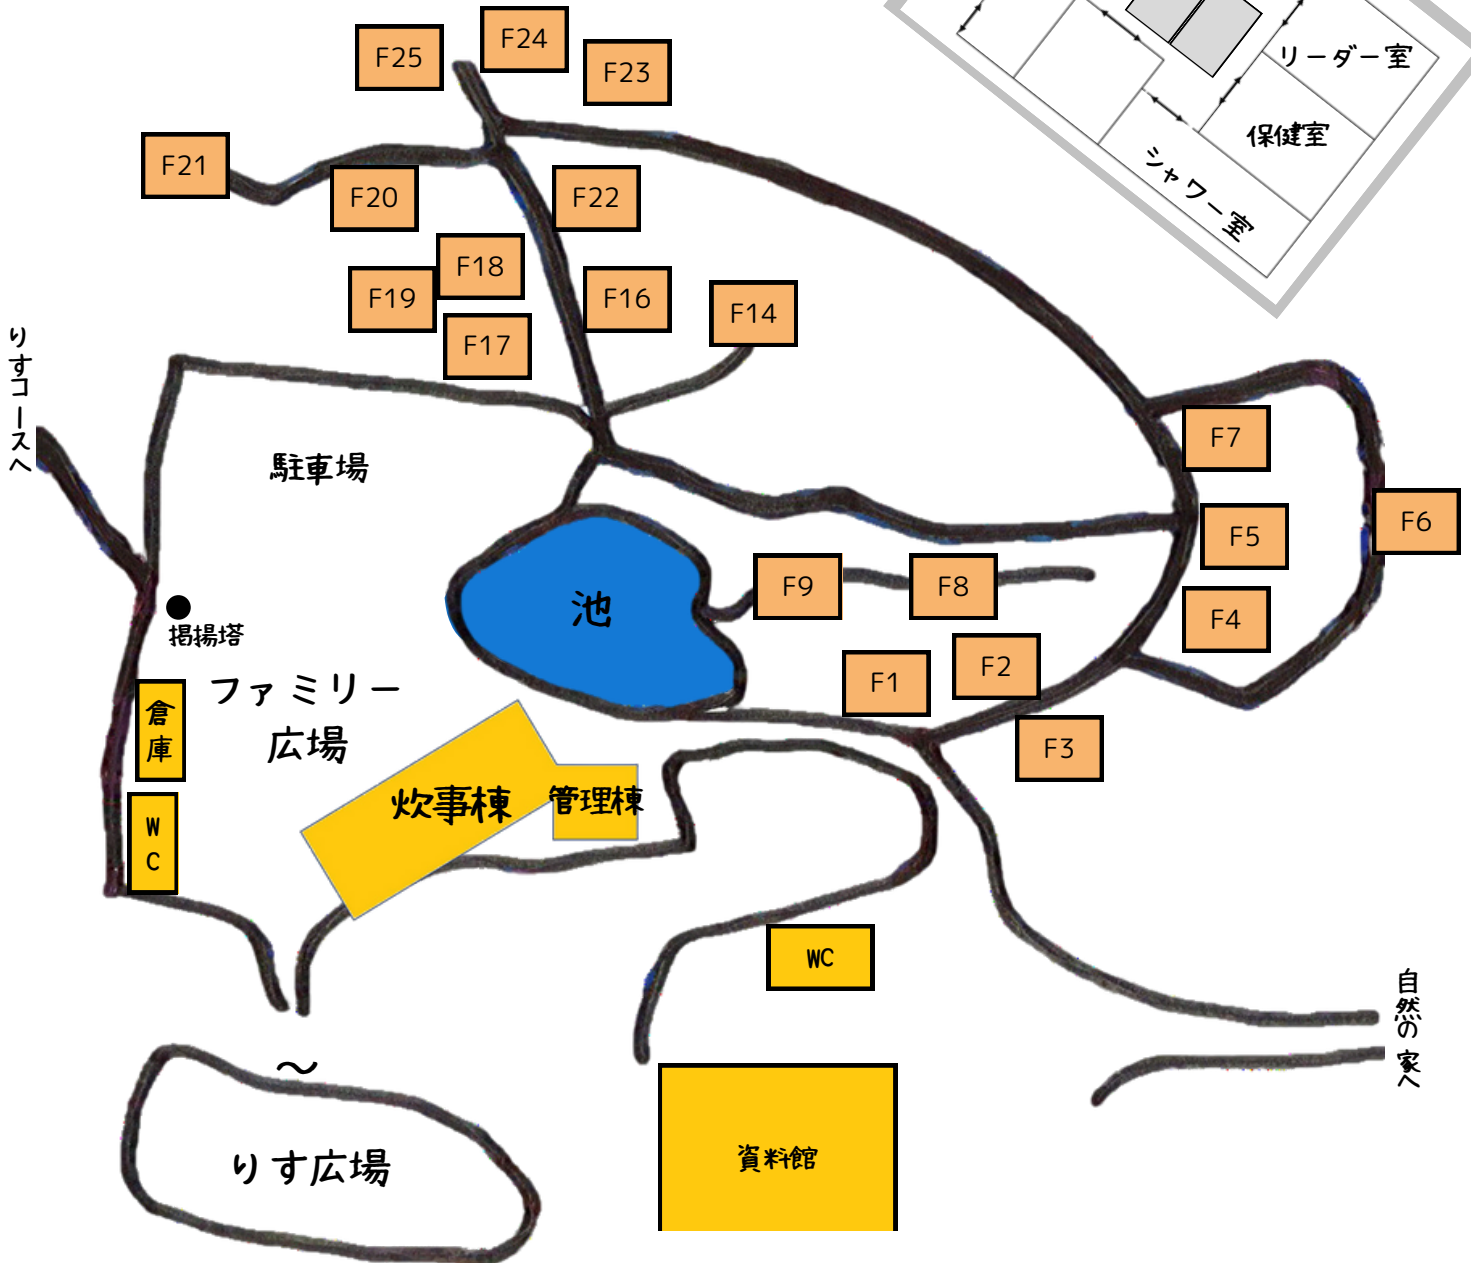 F24
F25
F23
リーダー室
保健室
シャワー室
F21
F20
F22
F18
F19
F16
F14
F17
りすコースへ
駐車場
F7
F6
F5
F9
F8
F4
池
掲揚塔
F2
F1
ファミリー
広場
倉庫
F3
炊事棟
管理棟
WC
WC
自然の家へ
～
りす広場
資料館